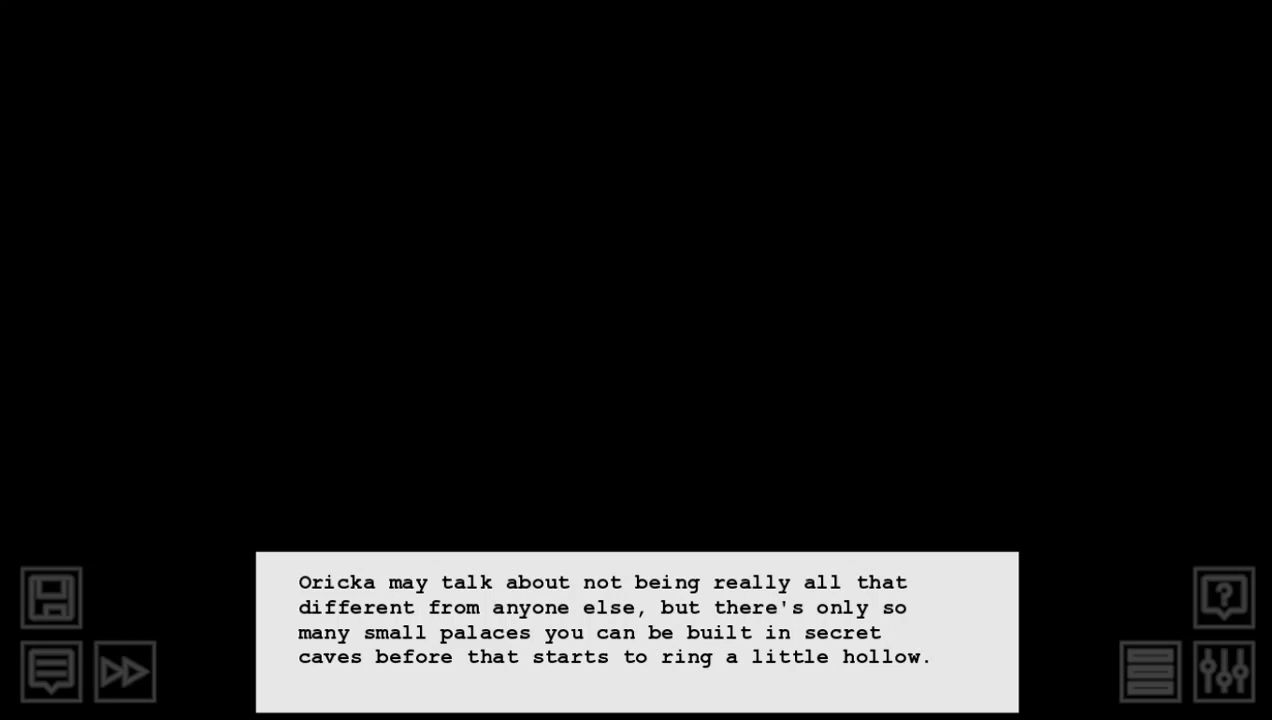 Oricka may talk about not being really all that
different from anyone else, but there's only so
many small palaces you can be built in secret
caves before that starts to ring a little hollow.